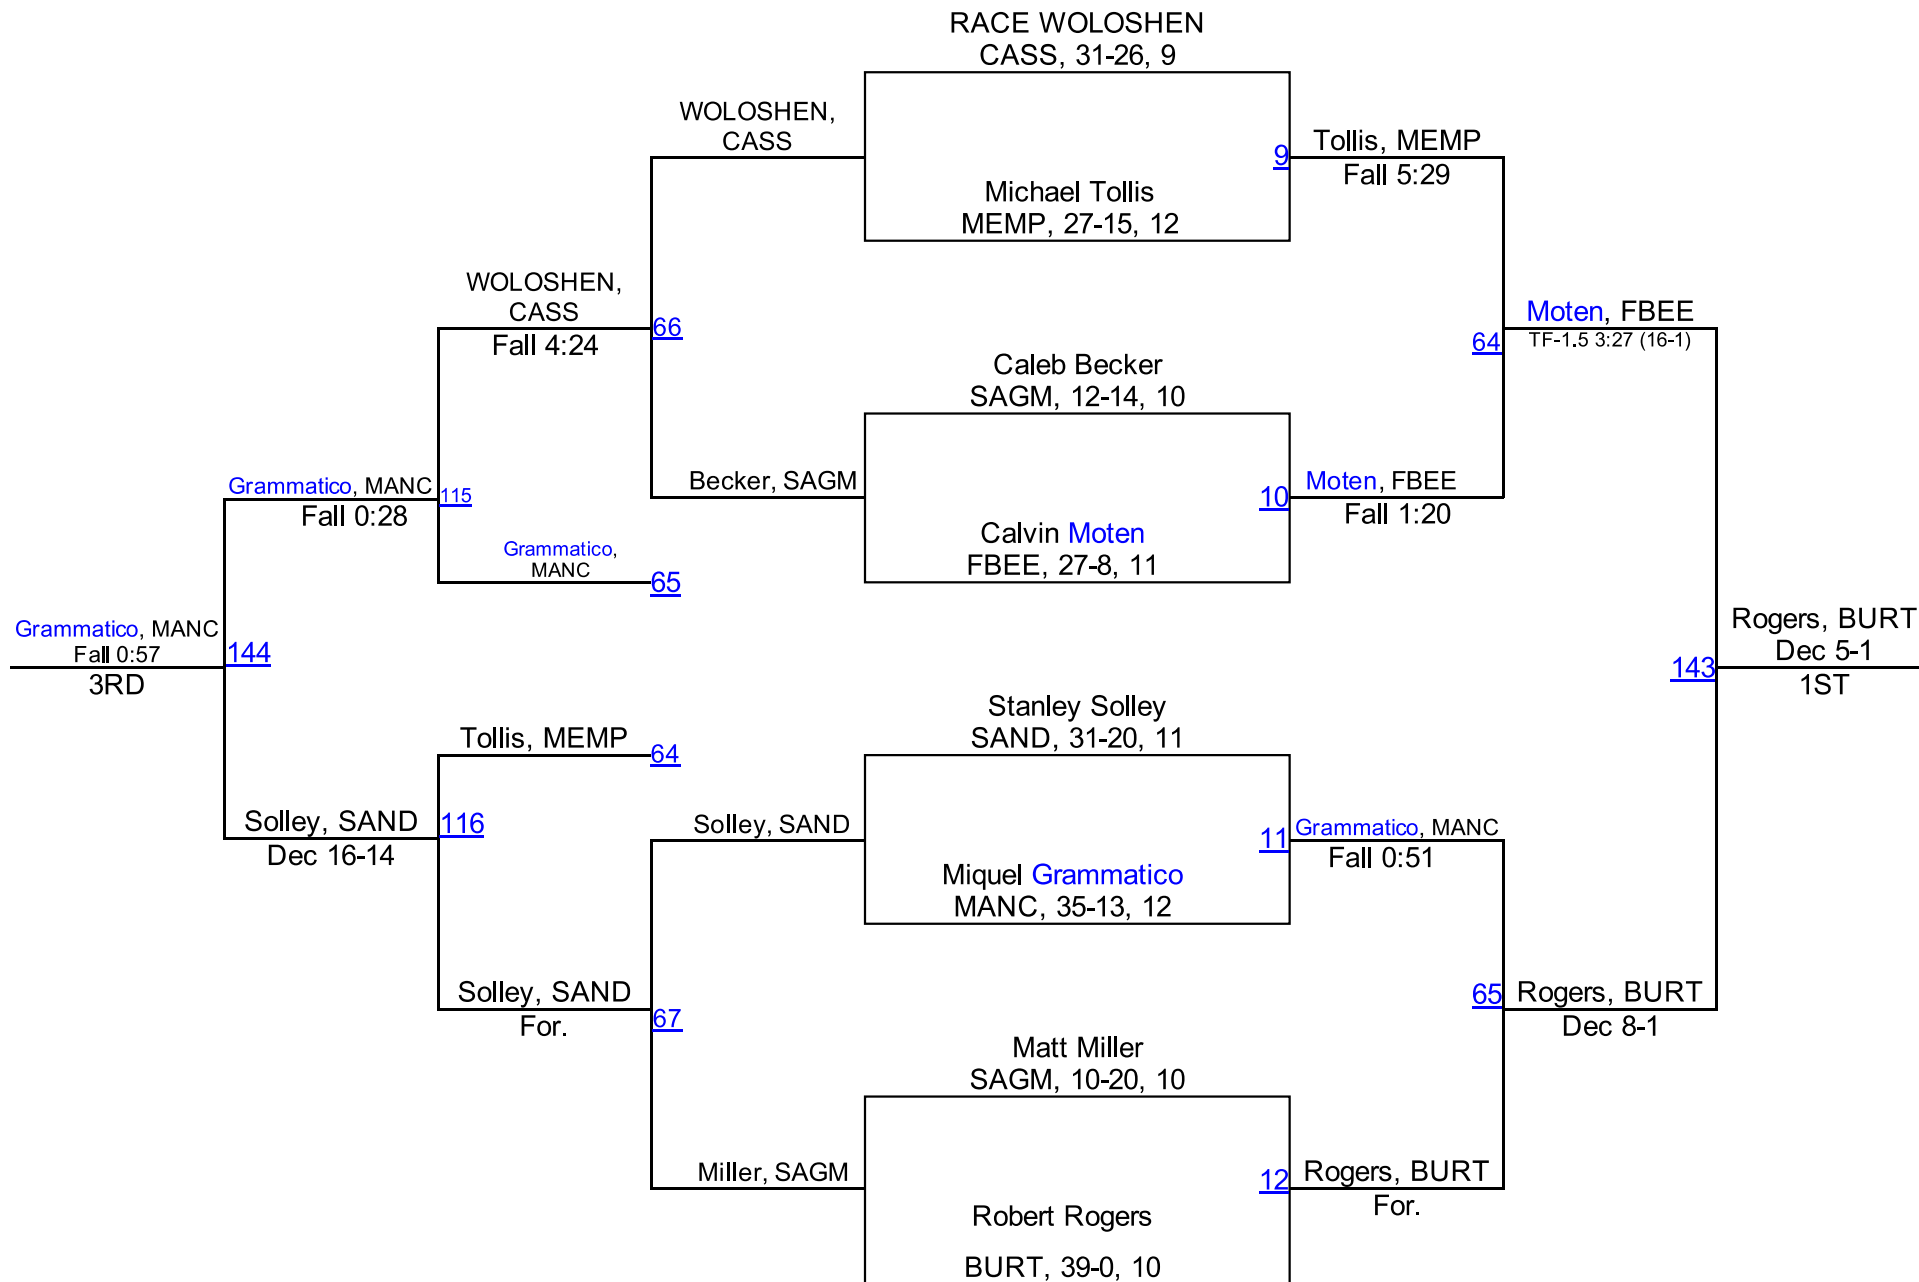 RACE WOLOSHEN
CASS, 31-26, 9
WOLOSHEN,
CASS
9
Tollis, MEMP
Fall 5:29
Michael Tollis
MEMP, 27-15, 12
WOLOSHEN,
CASS
Fall 4:24
66
64
Moten, FBEE
TF-1.5 3:27 (16-1)
Caleb Becker
SAGM, 12-14, 10
Grammatico, MANC
Fall 0:28
115
Becker, SAGM
10
Moten, FBEE
Fall 1:20
Calvin Moten
FBEE, 27-8, 11
Grammatico,
MANC
65
Grammatico, MANC
Fall 0:57
3RD
144
143
Rogers, BURT
Dec 5-1
1ST
Stanley Solley
SAND, 31-20, 11
Tollis, MEMP
64
Solley, SAND
Dec 16-14
116
Solley, SAND
11
Grammatico, MANC
Fall 0:51
Miquel Grammatico
MANC, 35-13, 12
Solley, SAND
For.
67
65
Rogers, BURT
Dec 8-1
Matt Miller
SAGM, 10-20, 10
Miller, SAGM
12
Rogers, BURT
For.
Robert Rogers
BURT, 39-0, 10